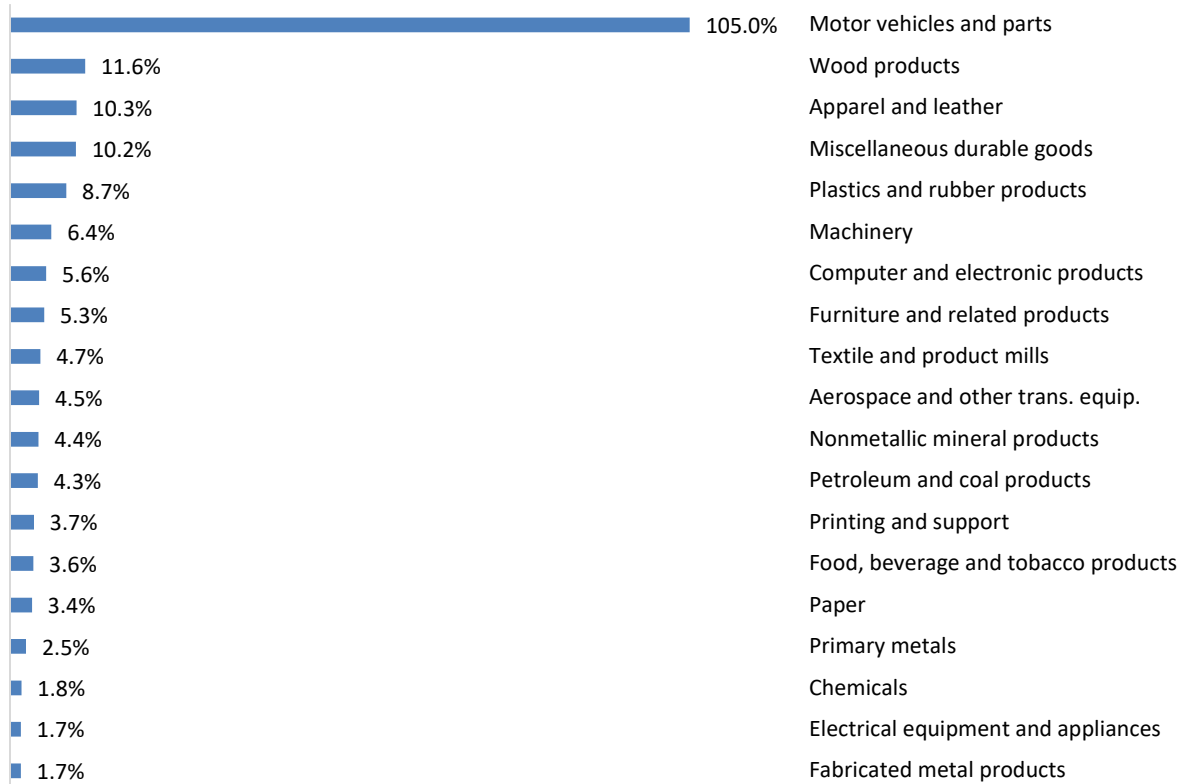 105.0% Motor vehicles and parts
11.6% Wood products
10.3% Apparel and leather
10.2% Miscellaneous durable goods
8.7% Plastics and rubber products
6.4% Machinery
5.6% Computer and electronic products
5.3% Furniture and related products
4.7% Textile and product mills
4.5% Aerospace and other trans. equip.
4.4% Nonmetallic mineral products
4.3% Petroleum and coal products
3.7% Printing and support
3.6% Food, beverage and tobacco products
3.4% Paper
2.5% Primary metals
1.8% Chemicals
1.7% Electrical equipment and appliances
1.7% Fabricated metal products